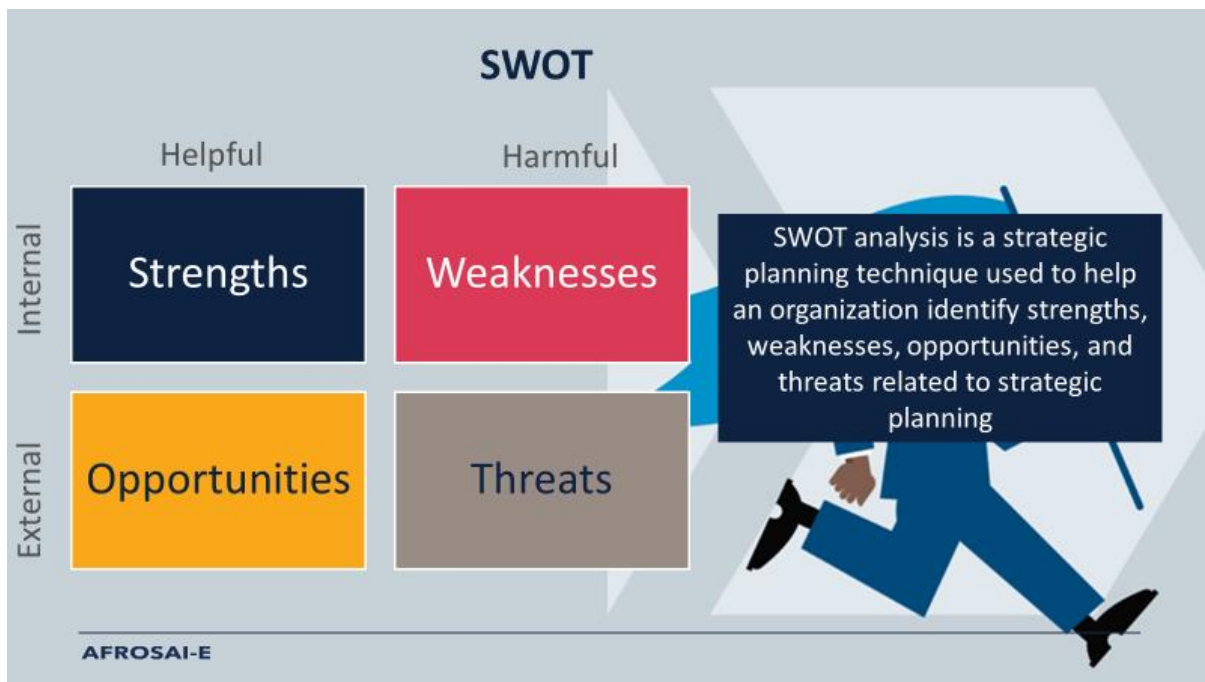 SWOT
Helpful
Harmful
Internal
Strengths
Weaknesses
External
Opportunities
Threats
SWOT analysis is a strategic
planning technique used to help
an organization identify strengths,
weaknesses, opportunities, and
threats related to strategic
planning
AFROSAI-E